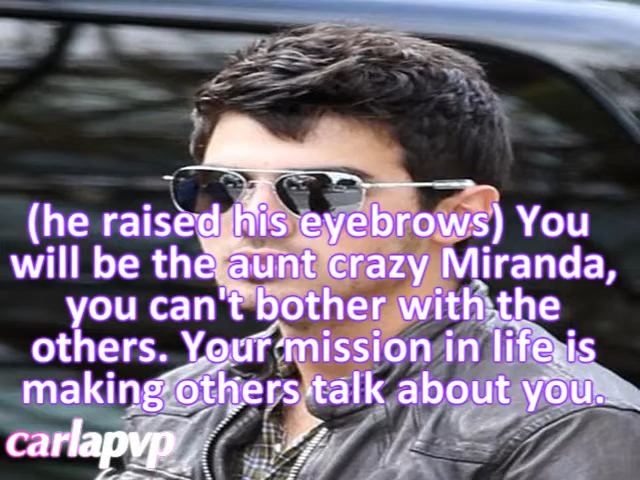 (he raised his eyebrows) You
will be the aunt crazy Miranda,
you can't bother with the
others. Your mission in life is
making others talk about you.
carlapvp